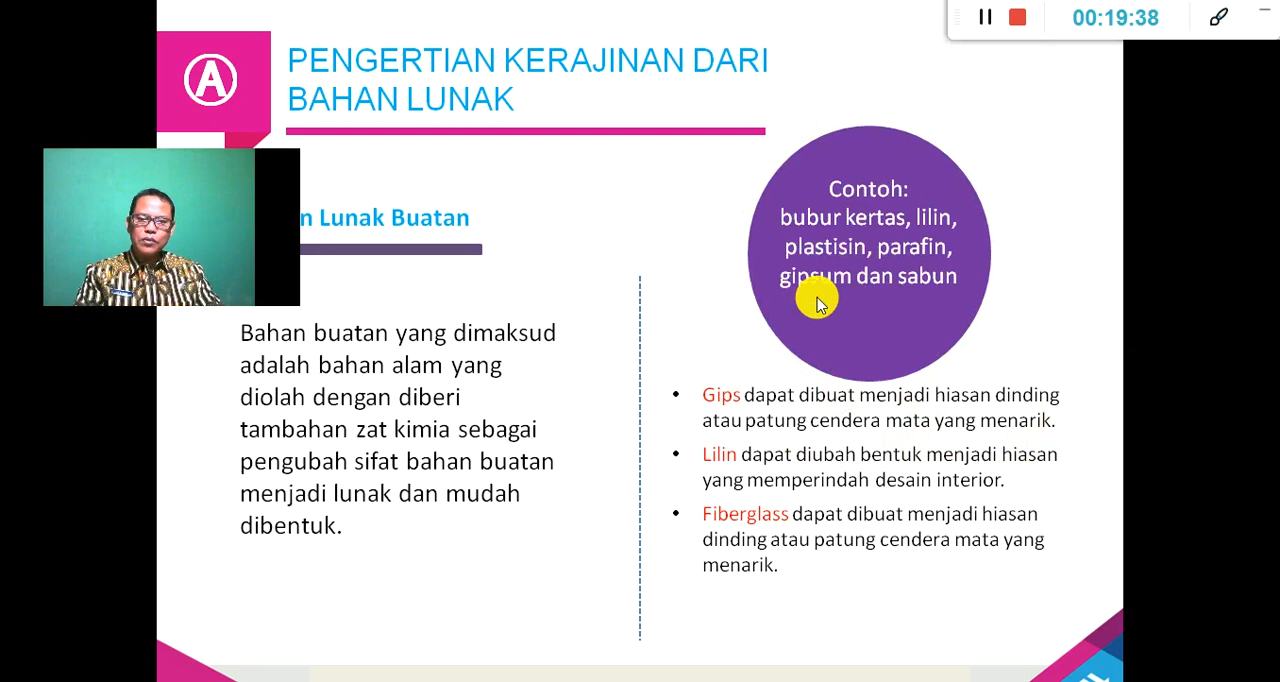 00:19:38
A
PENGERTIAN KERAJINAN DARI
BAHAN LUNAK
n Lunak Buatan
Contoh:
bubur kertas, lilin,
plastisin, parafin,
gipsum dan sabun
Bahan buatan yang dimaksud
adalah bahan alam yang
diolah dengan diberi
tambahan zat kimia sebagai
pengubah sifat bahan buatan
menjadi lunak dan mudah
dibentuk.
• Gips dapat dibuat menjadi hiasan dinding
atau patung cendera mata yang menarik.
• Lilin dapat diubah bentuk menjadi hiasan
yang memperindah desain interior.
• Fiberglass dapat dibuat menjadi hiasan
dinding atau patung cendera mata yang
menarik.